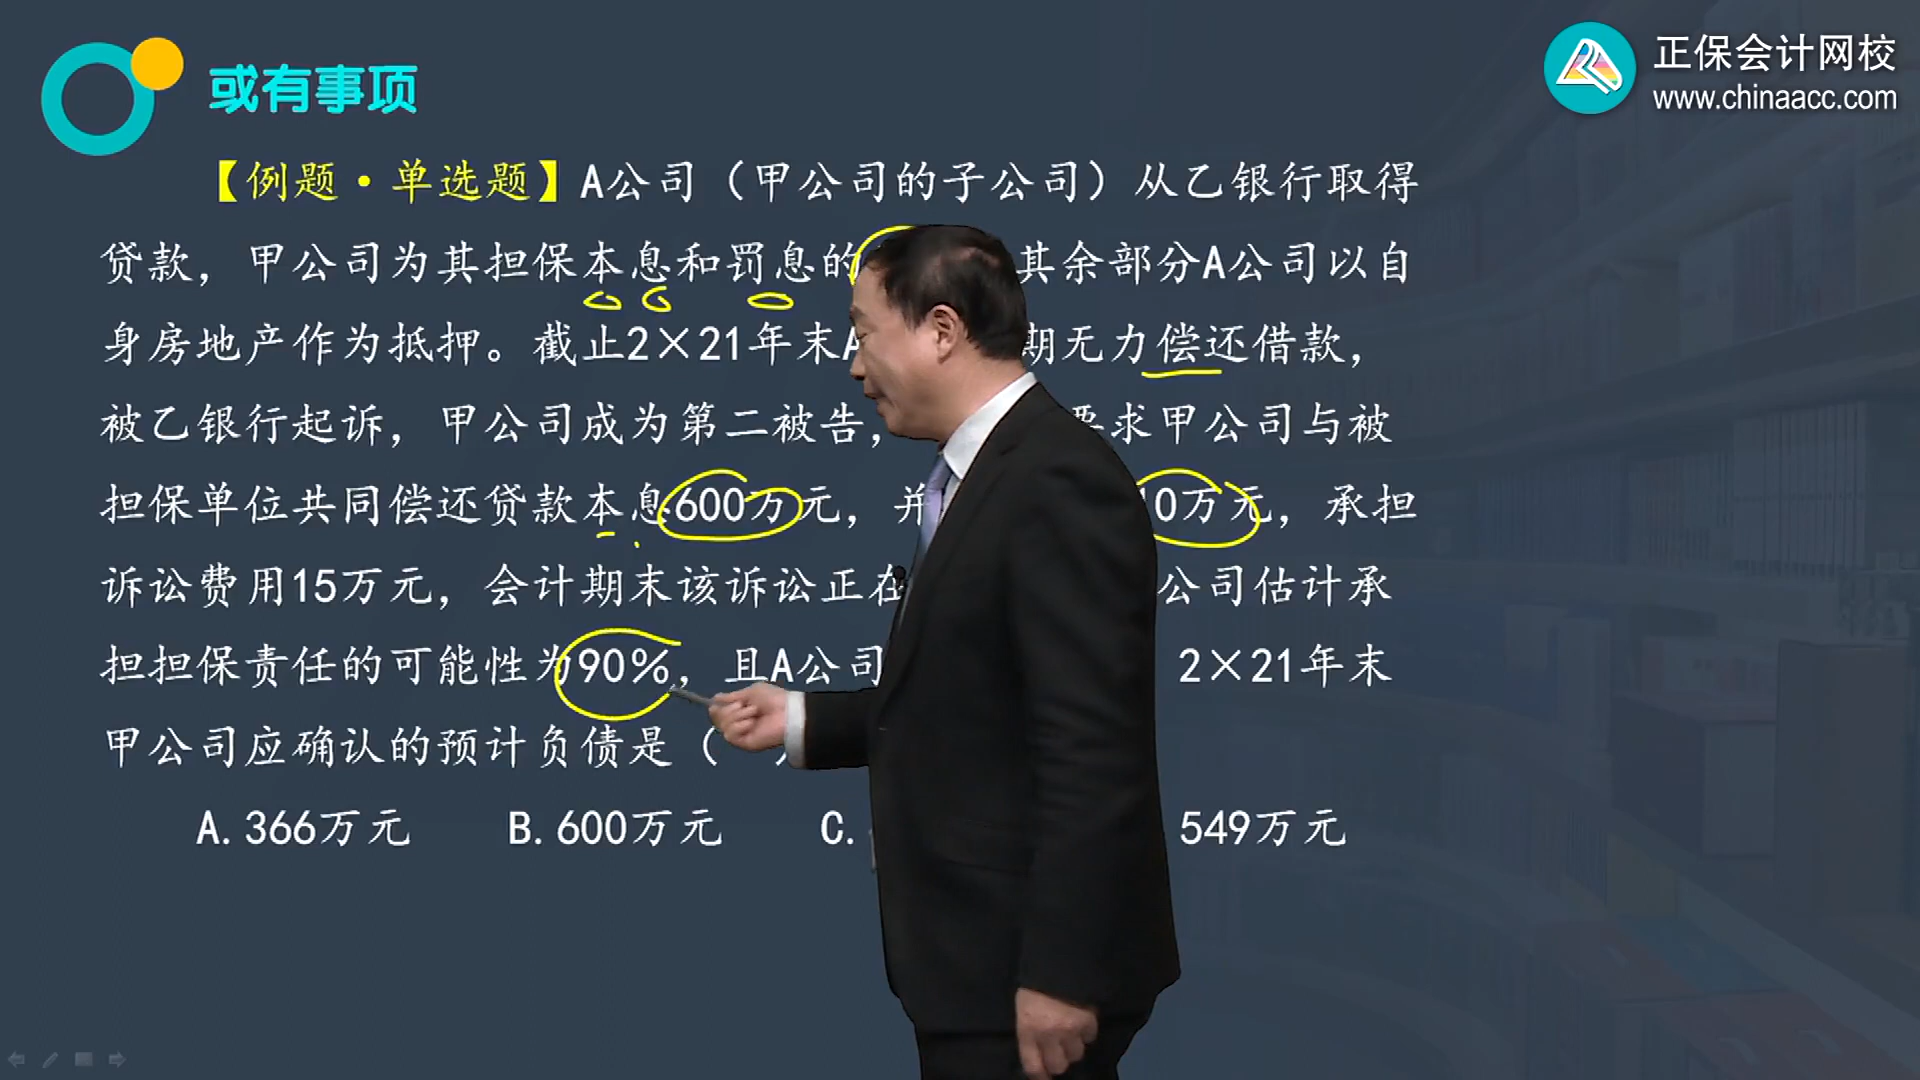 或有事项
正保会计网校
www.chinaacc.com
【例题·单选题】A公司（甲公司的子公司）从乙银行取得
贷款，甲公司为其担保本息和罚息的 其余部分A公司以自
身房地产作为抵押。截止2×21年末A 期无力偿还借款，
被乙银行起诉，甲公司成为第二被告， 要求甲公司与被
担保单位共同偿还贷款本息600万元，并 10万元，承担
诉讼费用15万元，会计期末该诉讼正在 公司估计承
担担保责任的可能性为90%，且A公司 2×21年末
甲公司应确认的预计负债是（ ）
A.366万元 B.600万元 C. 549万元